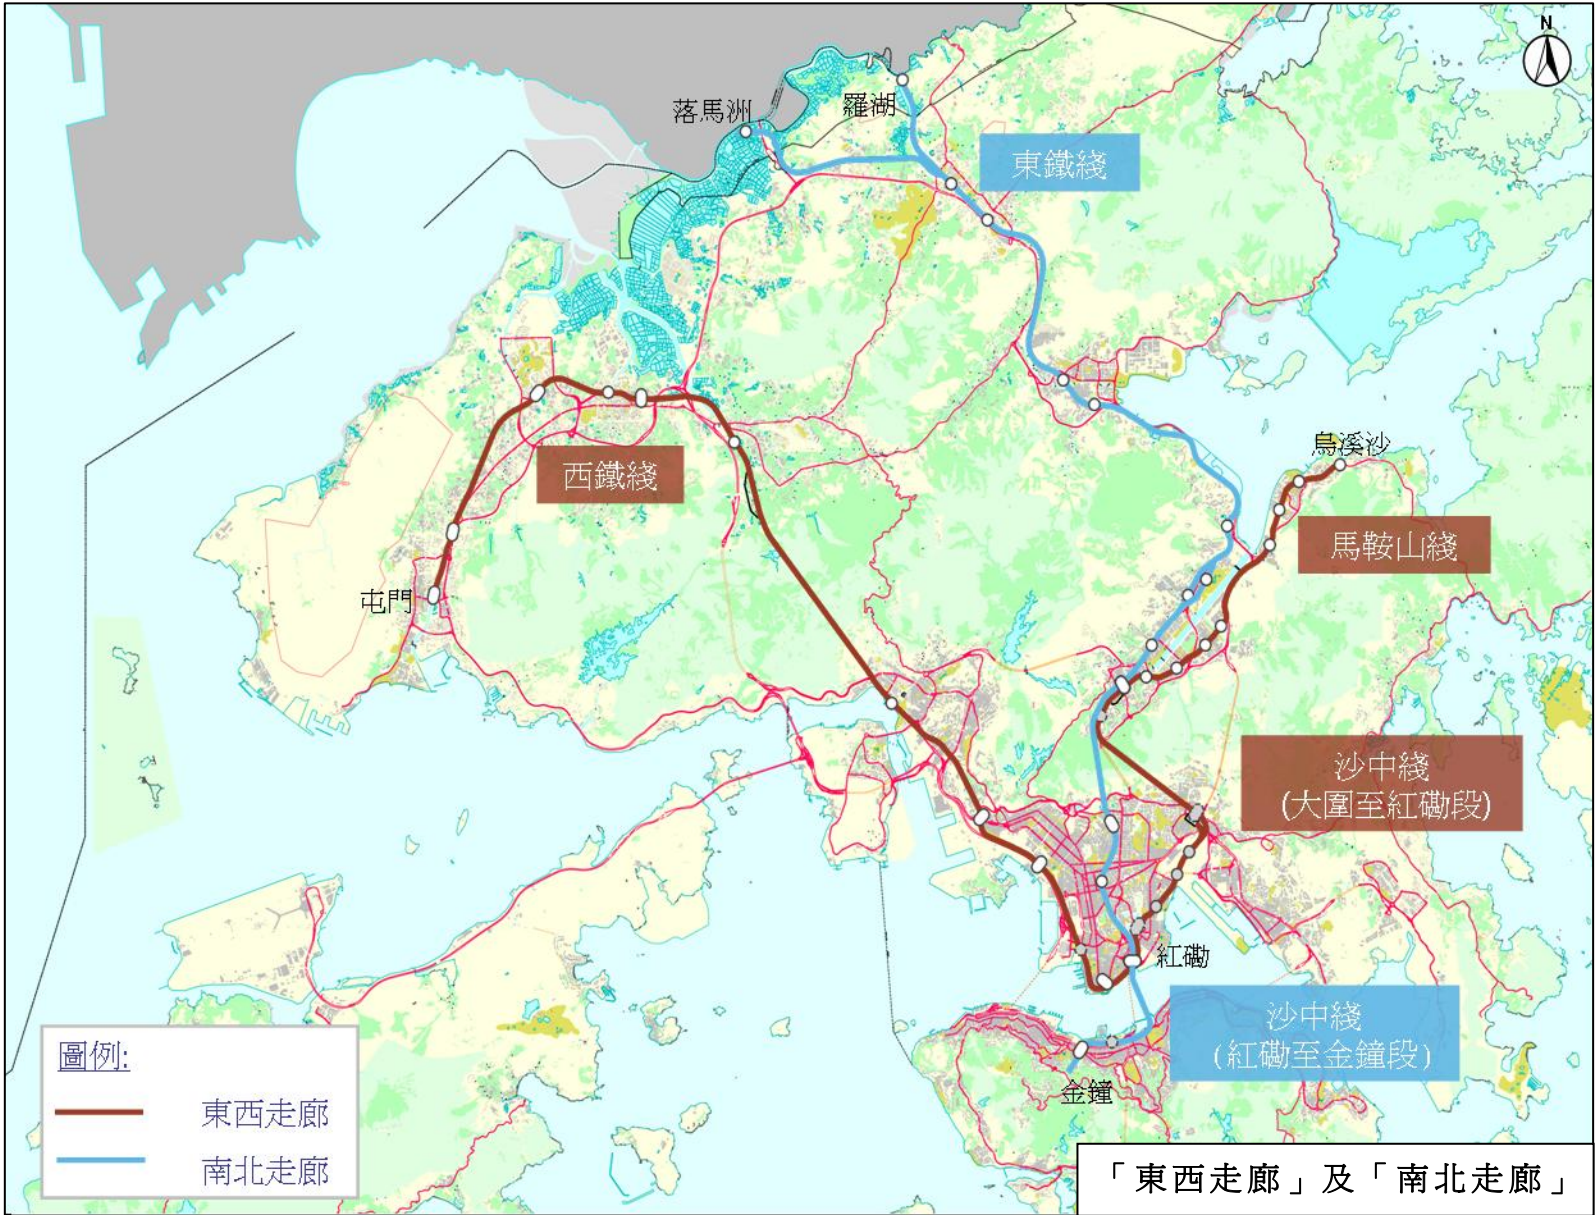 N
落馬洲
羅湖
東鐵綫
烏溪沙
西鐵綫
馬鞍山綫
屯門
沙中綫
(大圍至紅磡段)
紅磡
沙中綫
(紅磡至金鐘段)
金鐘
圖例:
東西走廊
南北走廊
「東西走廊」及「南北走廊」